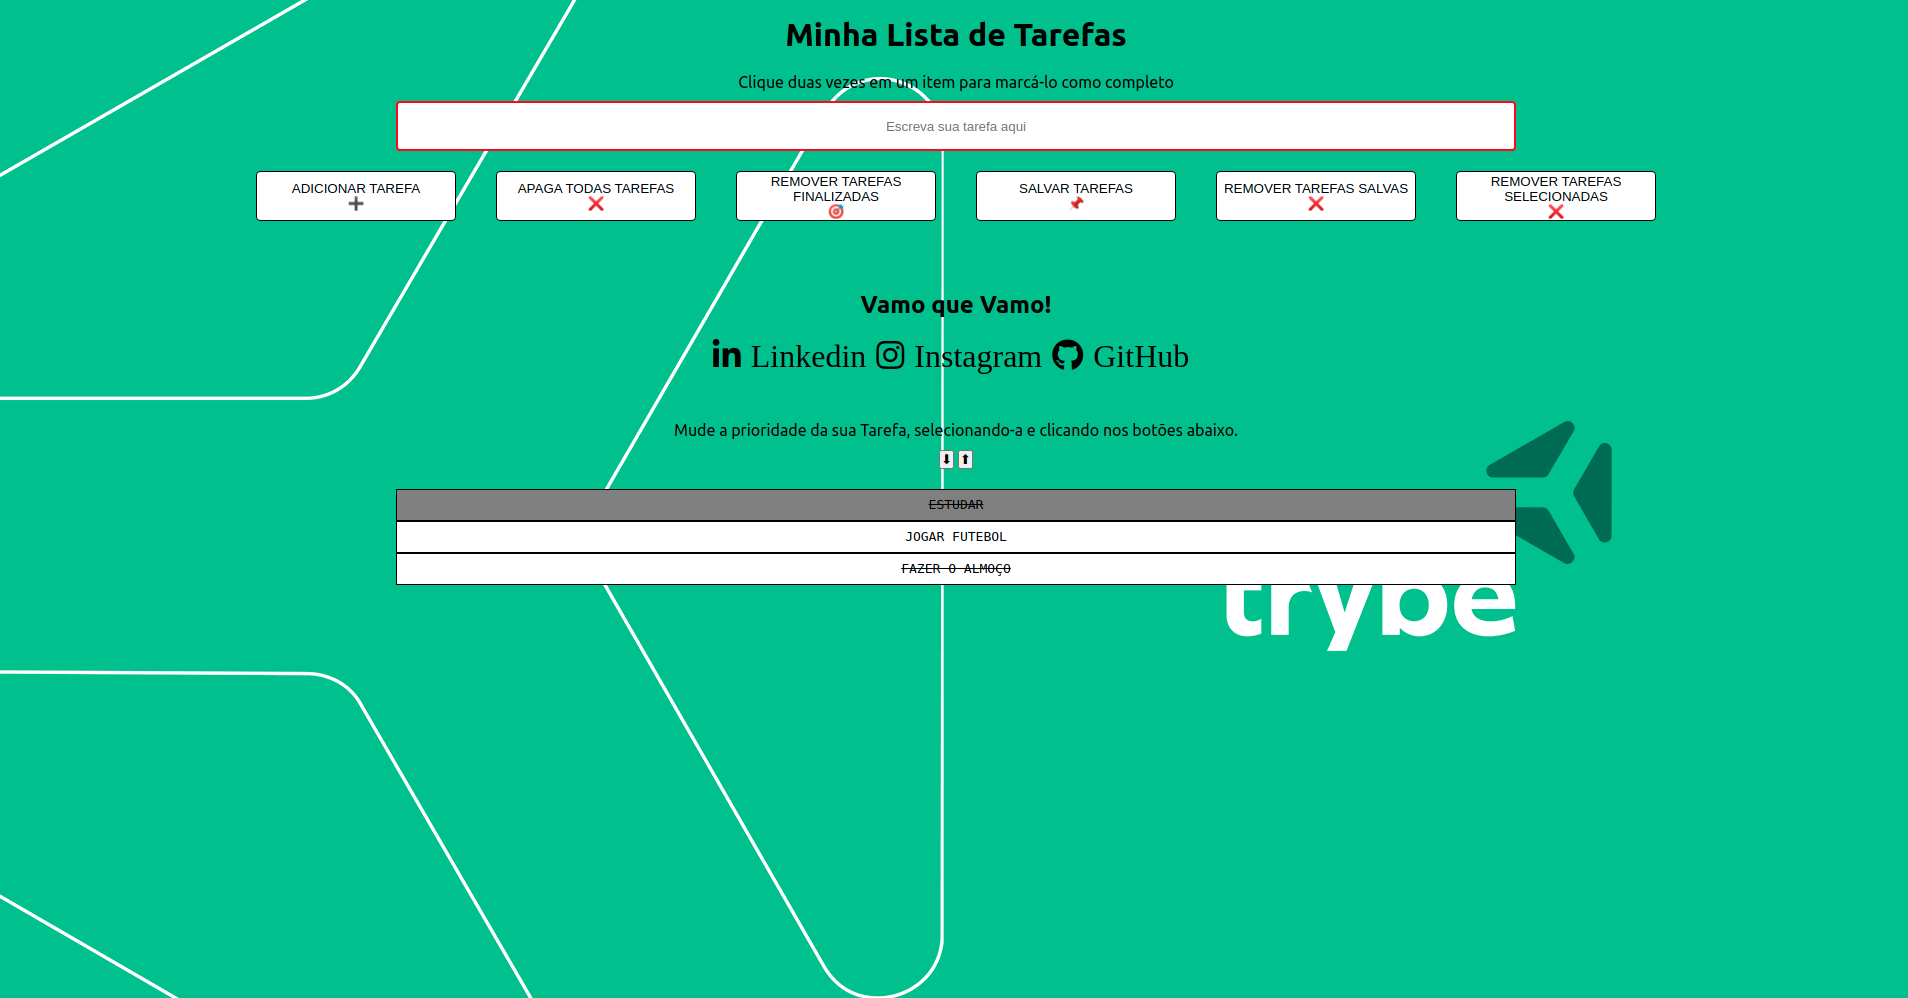 Minha Lista de Tarefas
Clique duas vezes em um item para marcá-lo como completo
Escreva sua tarefa aqui
ADICIONAR TAREFA
APAGA TODAS TAREFAS
REMOVER TAREFAS
FINALIZADAS
SALVAR TAREFAS
REMOVER TAREFAS SALVAS
REMOVER TAREFAS
SELECIONADAS
Vamo que Vamo!
Linkedin Instagram GitHub
Mude a prioridade da sua Tarefa, selecionando-a e clicando nos botões abaixo.
ESTUDAR
JOGAR FUTEBOL
FAZER O ALMOÇO
trybe